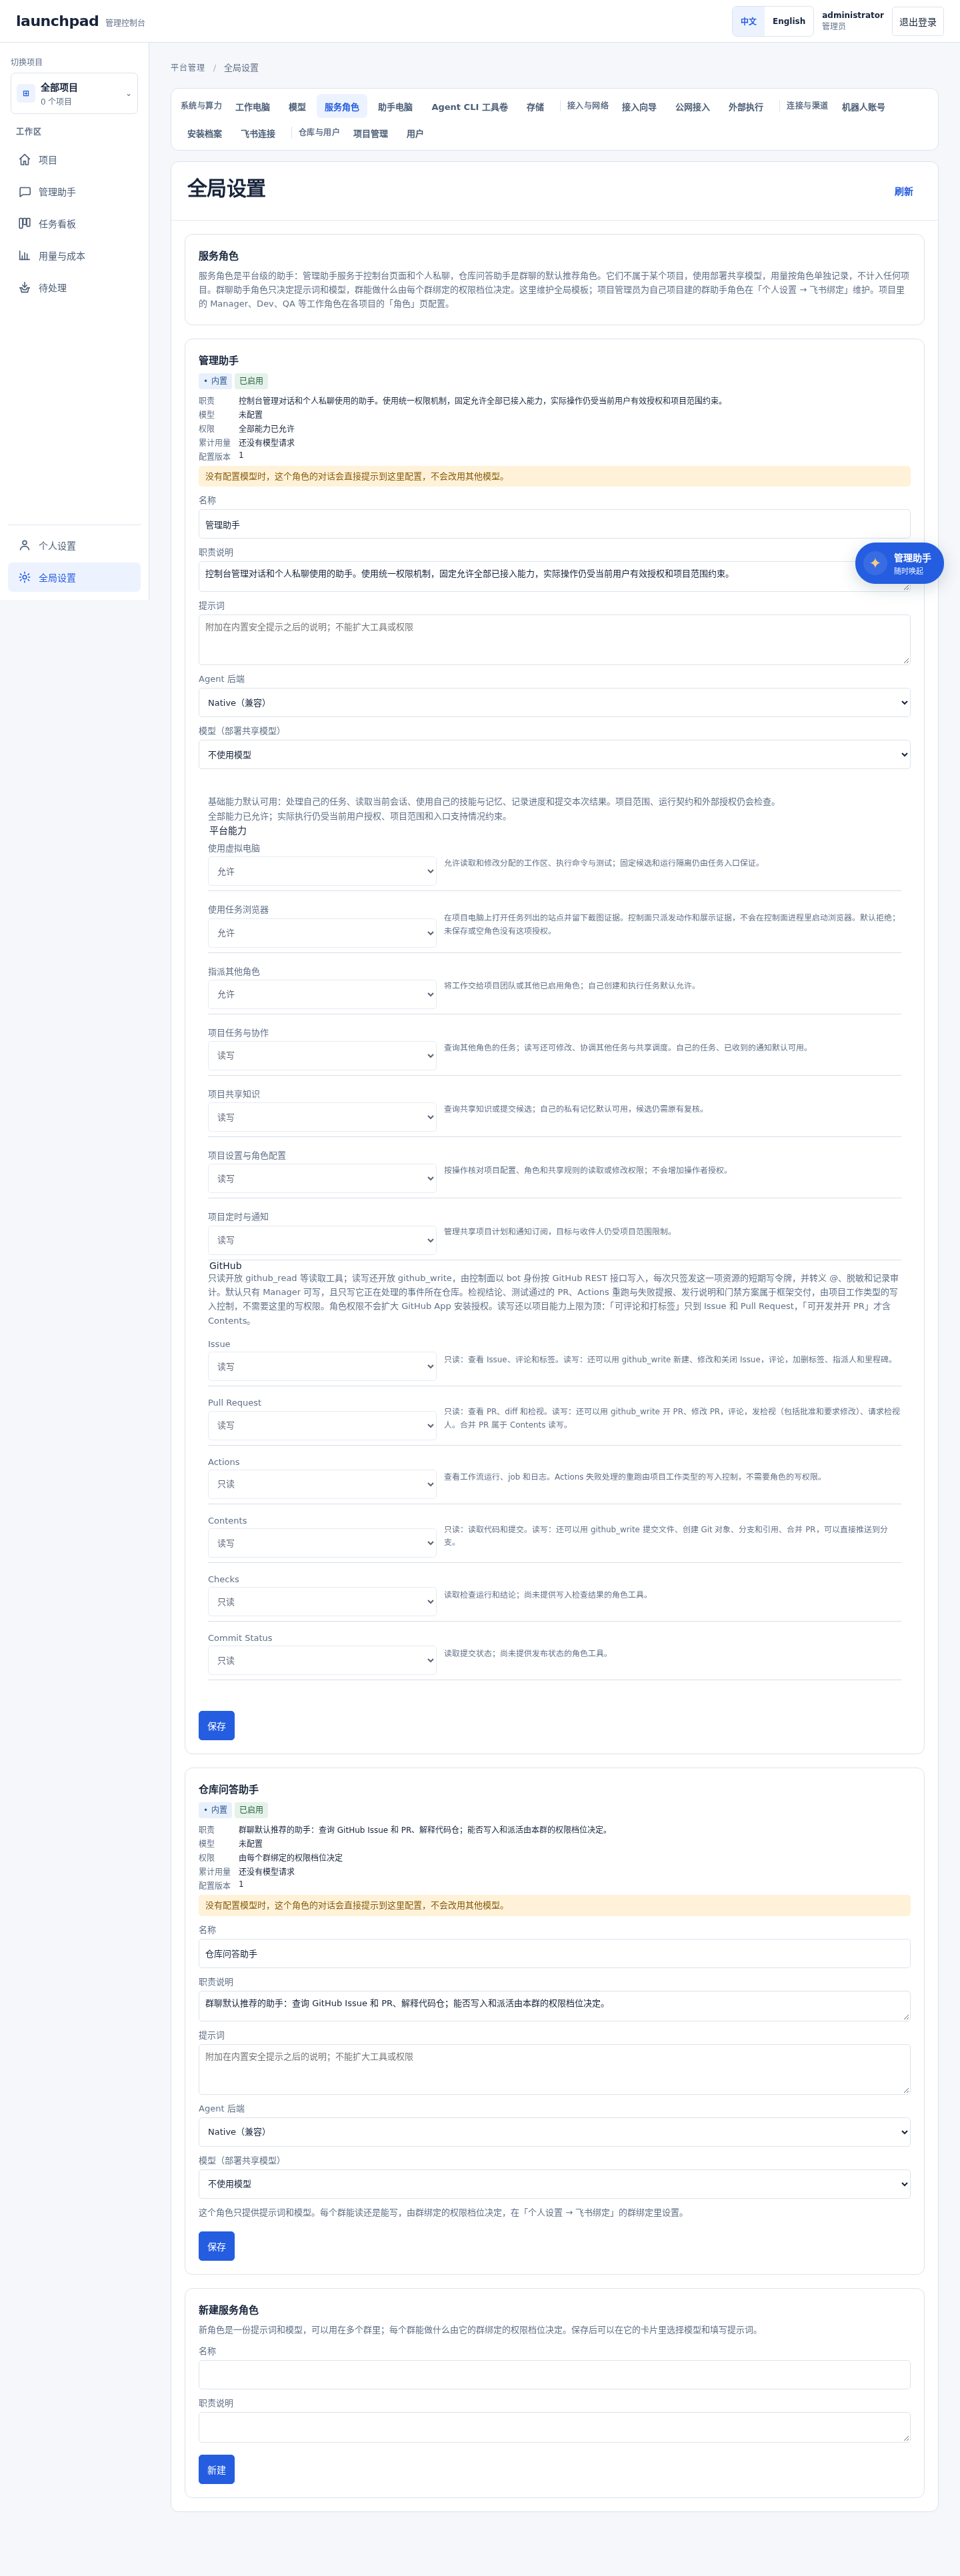 launchpad 管理控制台
中文 English
administrator
管理员
退出登录
切换项目
全部项目
0 个项目
工作区
项目
管理助手
任务看板
用量与成本
待处理
个人设置
全局设置
平台管理 / 全局设置
系统与算力 工作电脑 模型 服务角色 助手电脑 Agent CLI 工具卷 存储 接入与网络 接入向导 公网接入 外部执行 连接与渠道 机器人账号
安装档案 飞书连接 仓库与用户 项目管理 用户
全局设置
刷新
服务角色
服务角色是平台级的助手：管理助手服务于控制台页面和个人私聊，仓库问答助手是群聊的默认推荐角色。它们不属于某个项目，使用部署共享模型，用量按角色单独记录，不计入任何项
目。群聊助手角色只决定提示词和模型，群能做什么由每个群绑定的权限档位决定。这里维护全局模板；项目管理员为自己项目建的群助手角色在「个人设置 → 飞书绑定」维护。项目里
的 Manager、Dev、QA 等工作角色在各项目的「角色」页配置。
管理助手
• 内置 已启用
职责 控制台管理对话和个人私聊使用的助手。使用统一权限机制，固定允许全部已接入能力，实际操作仍受当前用户有效授权和项目范围约束。
模型 未配置
权限 全部能力已允许
累计用量 还没有模型请求
配置版本 1
没有配置模型时，这个角色的对话会直接提示到这里配置，不会改用其他模型。
名称
管理助手
职责说明
控制台管理对话和个人私聊使用的助手。使用统一权限机制，固定允许全部已接入能力，实际操作仍受当前用户有效授权和项目范围约束。
管理助手
随时唤起
提示词
附加在内置安全提示之后的说明；不能扩大工具或权限
Agent 后端
Native（兼容）
模型（部署共享模型）
不使用模型
基础能力默认可用：处理自己的任务、读取当前会话、使用自己的技能与记忆、记录进度和提交本次结果。项目范围、运行契约和外部授权仍会检查。
全部能力已允许；实际执行仍受当前用户授权、项目范围和入口支持情况约束。
平台能力
使用虚拟电脑
允许
允许读取和修改分配的工作区、执行命令与测试；固定候选和运行隔离仍由任务入口保证。
使用任务浏览器
允许
在项目电脑上打开任务列出的站点并留下截图证据。控制面只派发动作和展示证据，不会在控制面进程里启动浏览器。默认拒绝；
未保存或空角色没有这项授权。
指派其他角色
允许
将工作交给项目团队或其他已启用角色；自己创建和执行任务默认允许。
项目任务与协作
读写
查询其他角色的任务；读写还可修改、协调其他任务与共享调度。自己的任务、已收到的通知默认可用。
项目共享知识
读写
查询共享知识或提交候选；自己的私有记忆默认可用，候选仍需原有复核。
项目设置与角色配置
读写
按操作核对项目配置、角色和共享规则的读取或修改权限；不会增加操作者授权。
项目定时与通知
读写
管理共享项目计划和通知订阅，目标与收件人仍受项目范围限制。
GitHub
只读开放 github_read 等读取工具；读写还开放 github_write，由控制面以 bot 身份按 GitHub REST 接口写入，每次只签发这一项资源的短期写令牌，并转义 @、脱敏和记录审
计。默认只有 Manager 可写，且只写它正在处理的事件所在仓库。检视结论、测试通过的 PR、Actions 重跑与失败提报、发行说明和门禁方案属于框架交付，由项目工作类型的写
入控制，不需要这里的写权限。角色权限不会扩大 GitHub App 安装授权。读写还以项目能力上限为顶：「可评论和打标签」只到 Issue 和 Pull Request，「可开发并开 PR」才含
Contents。
Issue
读写
只读：查看 Issue、评论和标签。读写：还可以用 github_write 新建、修改和关闭 Issue，评论，加删标签、指派人和里程碑。
Pull Request
读写
只读：查看 PR、diff 和检视。读写：还可以用 github_write 开 PR、修改 PR，评论，发检视（包括批准和要求修改）、请求检视
人。合并 PR 属于 Contents 读写。
Actions
只读
查看工作流运行、job 和日志。Actions 失败处理的重跑由项目工作类型的写入控制，不需要角色的写权限。
Contents
读写
只读：读取代码和提交。读写：还可以用 github_write 提交文件、创建 Git 对象、分支和引用、合并 PR，可以直接推送到分
支。
Checks
只读
读取检查运行和结论；尚未提供写入检查结果的角色工具。
Commit Status
只读
读取提交状态；尚未提供发布状态的角色工具。
保存
仓库问答助手
• 内置 已启用
职责 群聊默认推荐的助手：查询 GitHub Issue 和 PR、解释代码仓；能否写入和派活由本群的权限档位决定。
模型 未配置
权限 由每个群绑定的权限档位决定
累计用量 还没有模型请求
配置版本 1
没有配置模型时，这个角色的对话会直接提示到这里配置，不会改用其他模型。
名称
仓库问答助手
职责说明
群聊默认推荐的助手：查询 GitHub Issue 和 PR、解释代码仓；能否写入和派活由本群的权限档位决定。
提示词
附加在内置安全提示之后的说明；不能扩大工具或权限
Agent 后端
Native（兼容）
模型（部署共享模型）
不使用模型
这个角色只提供提示词和模型。每个群能读还是能写，由群绑定的权限档位决定，在「个人设置 → 飞书绑定」的群绑定里设置。
保存
新建服务角色
新角色是一份提示词和模型，可以用在多个群里；每个群能做什么由它的群绑定的权限档位决定。保存后可以在它的卡片里选择模型和填写提示词。
名称
职责说明
新建